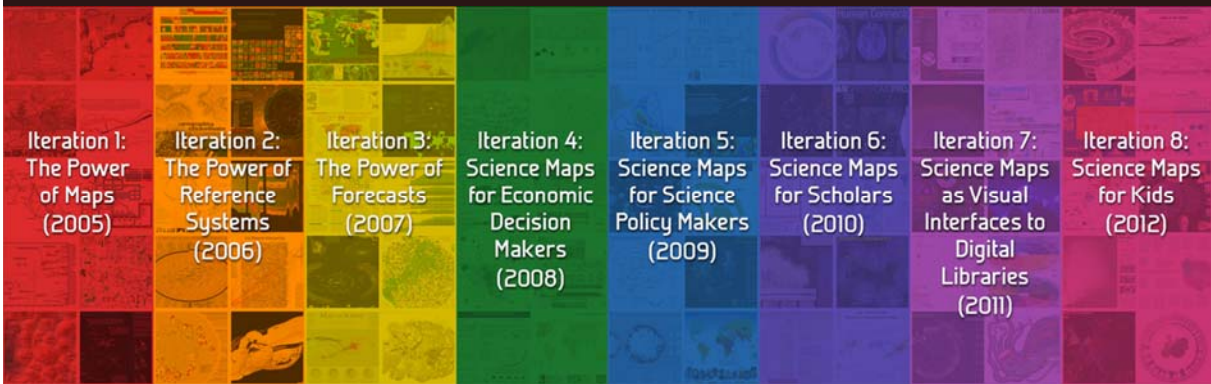 Iteration 1:
The Power
of Maps
(2005)
Iteration 2:
The Power of
Reference
Systems
(2006)
Iteration 3:
The Power of
Forecasts
(2007)
Iteration 4:
Science Maps
for Economic
Decision
Makers
(2008)
Iteration 5:
Science Maps
for Science
Policy Makers
(2009)
Iteration 6:
Science Maps
for Scholars
(2010)
Iteration 7:
Science Maps
as Visual
Interfaces to
Digital
Libraries
(2011)
Iteration 8:
Science Maps
for Kids
(2012)